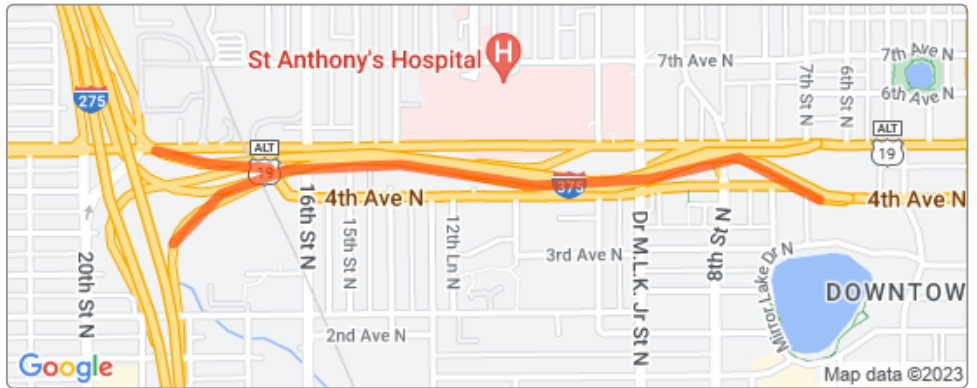 7th Ave N
St Anthony's Hospital
H
7th Ave N
6th Ave N
275
7th St N
6th St N
ALT
19
ALT
19
375
4th Ave N
4th Ave N
16th St N
15th St N
12th Ln N
Dr M.L.K. Jr St N
8th St N
20th St N
3rd Ave N
Mirror Lake Dr N
DOWNTOW
2nd Ave N
Google
Map data ©2023